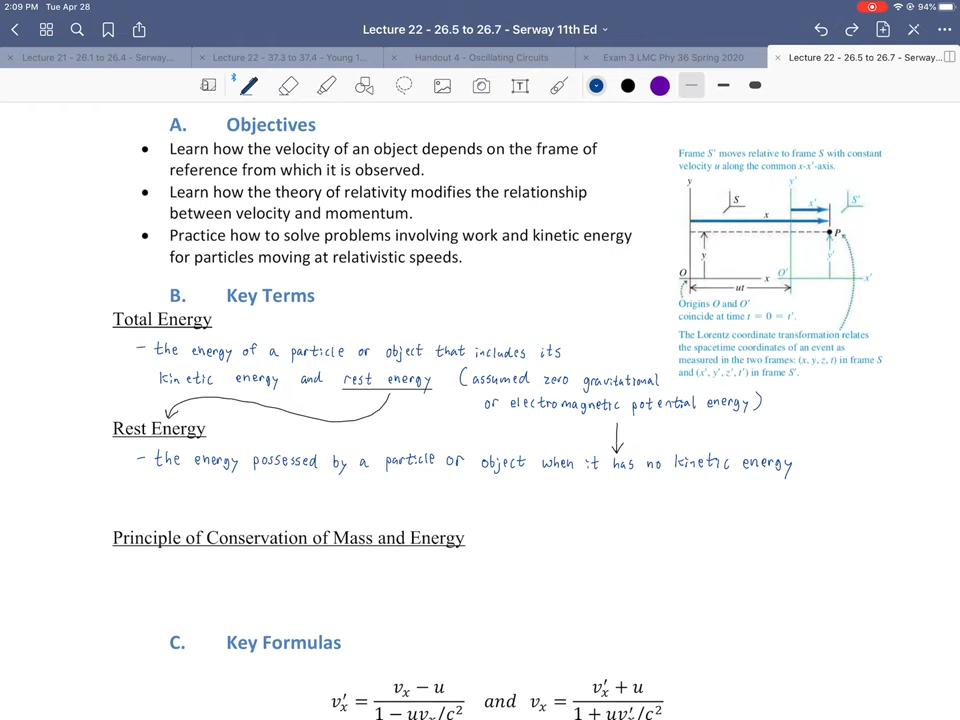 2:09 PM Tue Apr 28
94%
Lecture 22 - 26.5 to 26.7 - Serway 11th Ed
Lecture 21 - 26.1 to 26.4 - Serway...
Lecture 22 - 37.3 to 37.4 - Young 1...
Handout 4 - Oscillating Circuits
Exam 3 LMC Phy 36 Spring 2020
Lecture 22 - 26.5 to 26.7 - Serway...
A. Objectives
• Learn how the velocity of an object depends on the frame of
reference from which it is observed.
• Learn how the theory of relativity modifies the relationship
between velocity and momentum.
• Practice how to solve problems involving work and kinetic energy
for particles moving at relativistic speeds.
Frame S' moves relative to frame S with constant
velocity u along the common x-x'-axis.
y
y'
S
S'
x'
x
P
y
y'
O
x
O'
x'
ut
Origins O and O'
coincide at time t = 0 = t'.
The Lorentz coordinate transformation relates
the spacetime coordinates of an event as
measured in the two frames: (x, y, z, t) in frame S
and (x', y', z', t') in frame S'.
B. Key Terms
Total Energy
- the energy of a particle or object that includes its
kinetic energy and rest energy (assumed zero gravitational
or electromagnetic potential energy)
Rest Energy
- the energy possessed by a particle or object when it has no kinetic energy
Principle of Conservation of Mass and Energy
C. Key Formulas
v'x = (vx − u)/(1 − uvx/c²) and vx = (v'x + u)/(1 + uv'x/c²)